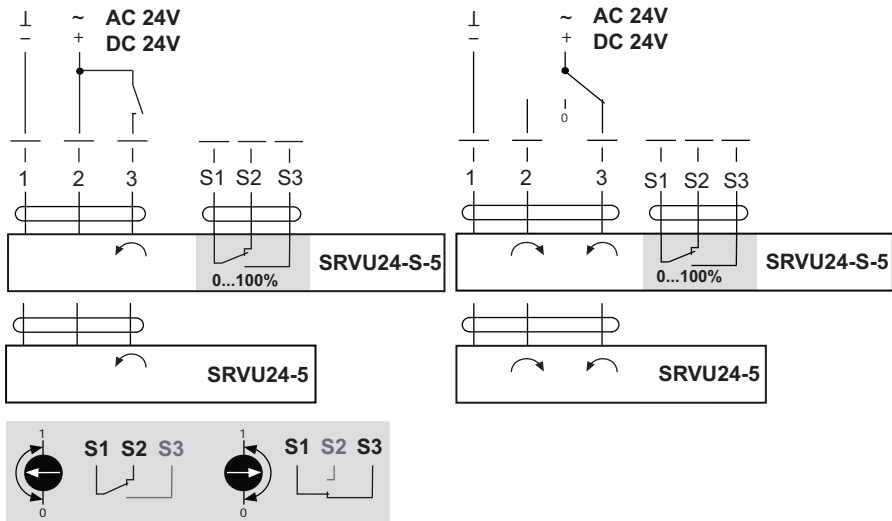 ⊥ ~ AC 24V
− + DC 24V
1 2 3 S1 S2 S3
0...100%
SRVU24-S-5
SRVU24-5
⊥ ~ AC 24V
− + DC 24V
0
1 2 3 S1 S2 S3
0...100%
SRVU24-S-5
SRVU24-5
1
S1 S2 S3
0
1
S1 S2 S3
0